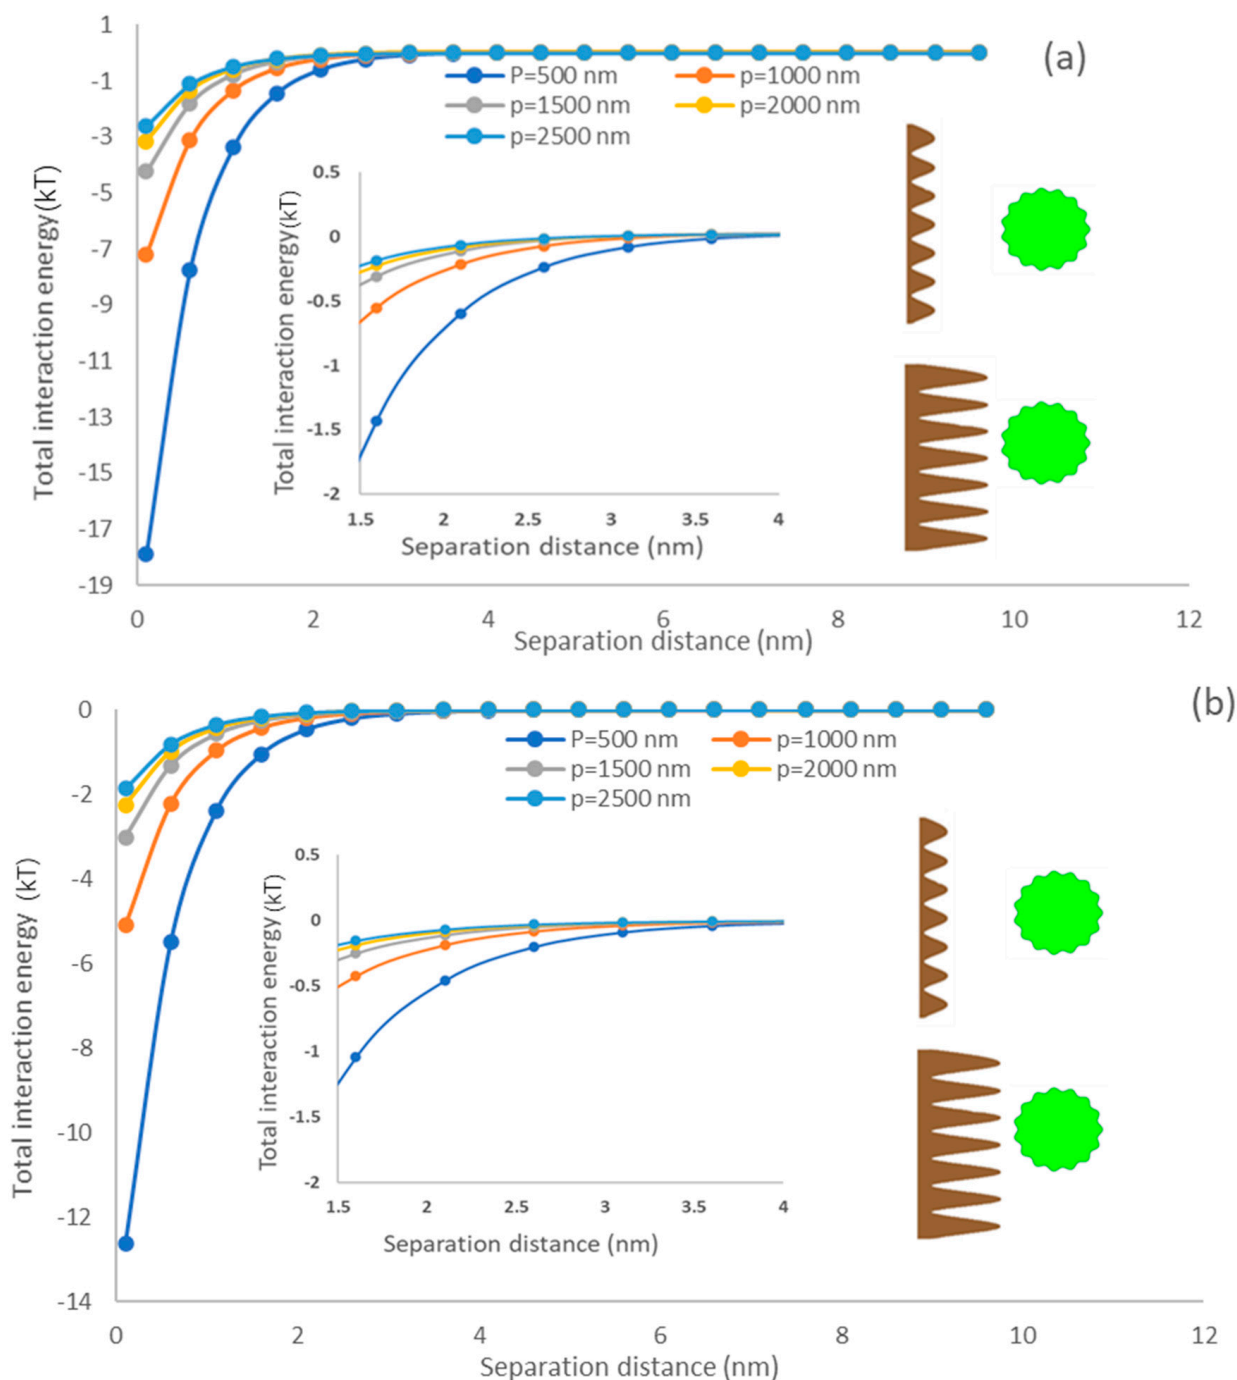 (a)
Total interaction energy(kT)
1
-1
-3
-5
-7
-9
-11
-13
-15
-17
-19
P=500 nm p=1000 nm
p=1500 nm p=2000 nm
p=2500 nm
Total interaction energy(kT)
0.5
0
-0.5
-1
-1.5
-2
1.5 2 2.5 3 3.5 4
Separation distance (nm)
0 2 4 6 8 10 12
Separation distance (nm)
(b)
Total interaction energy (kT)
0
-2
-4
-6
-8
-10
-12
-14
P=500 nm p=1000 nm
p=1500 nm p=2000 nm
p=2500 nm
Total interaction energy (kT)
0.5
0
-0.5
-1
-1.5
-2
1.5 2 2.5 3 3.5 4
Separation distance (nm)
0 2 4 6 8 10 12
Separation distance (nm)